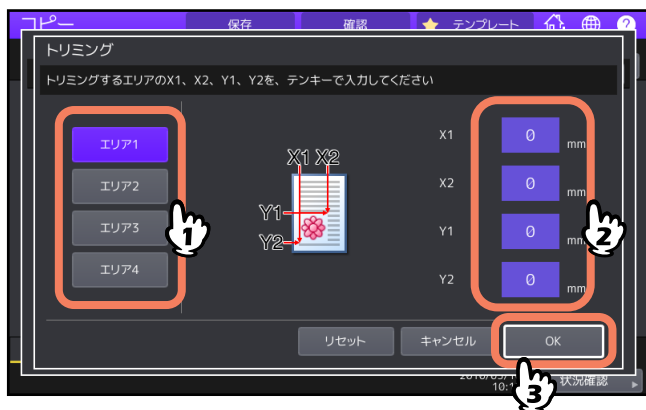 コピー 保存 確認 テンプレート ?
トリミング
トリミングするエリアのX1、X2、Y1、Y2を、テンキーで入力してください
エリア1
エリア2
エリア3
エリア4
1
X1 X2
Y1
Y2
X1 0 mm
X2 0 mm
Y1 0 mm
Y2 0 mm
2
リセット キャンセル OK
3
状況確認